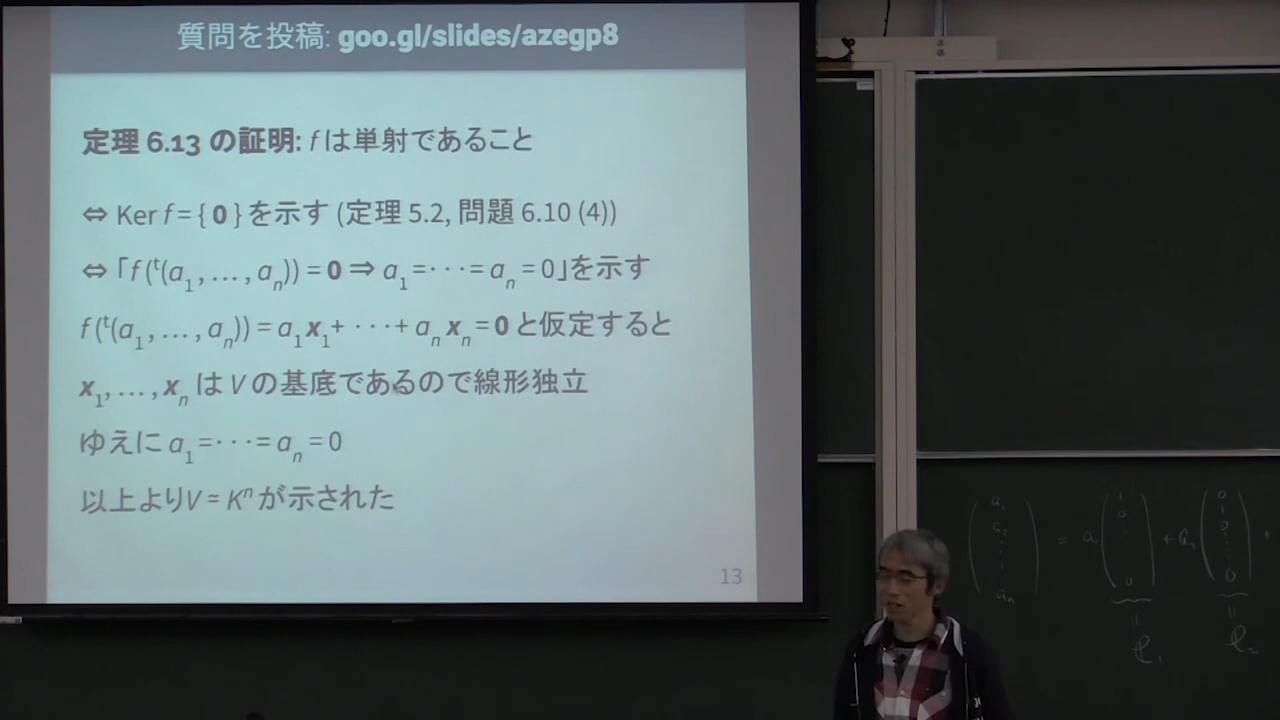 質問を投稿: goo.gl/slides/azegp8
定理 6.13 の証明: f は単射であること
⇔ Ker f = { 0 } を示す (定理 5.2, 問題 6.10 (4))
⇔ 「f (ᵗ(a₁ , … , aₙ)) = 0 ⇒ a₁ = · · · = aₙ = 0」を示す
f (ᵗ(a₁ , … , aₙ)) = a₁ x₁ + · · · + aₙ xₙ = 0 と仮定すると
x₁, … , xₙ は V の基底であるので線形独立
ゆえに a₁ = · · · = aₙ = 0
以上より V = Kⁿ が示された
13